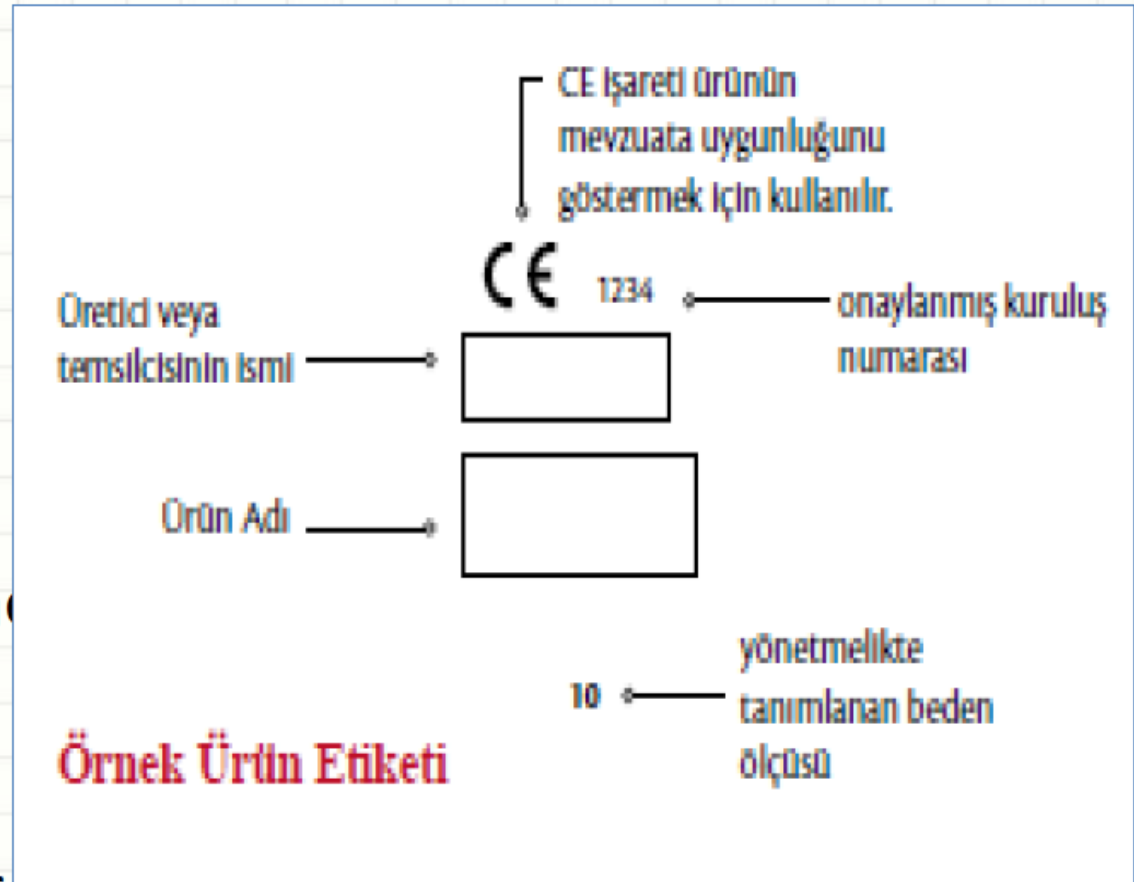 CE işareti ürünün
mevzuata uygunluğunu
göstermek için kullanılır.
CE 1234
onaylanmış kuruluş
numarası
Üretici veya
temsilcisinin ismi
Ürün Adı
10
yönetmelikte
tanımlanan beden
ölçüsü
Örnek Ürün Etiketi